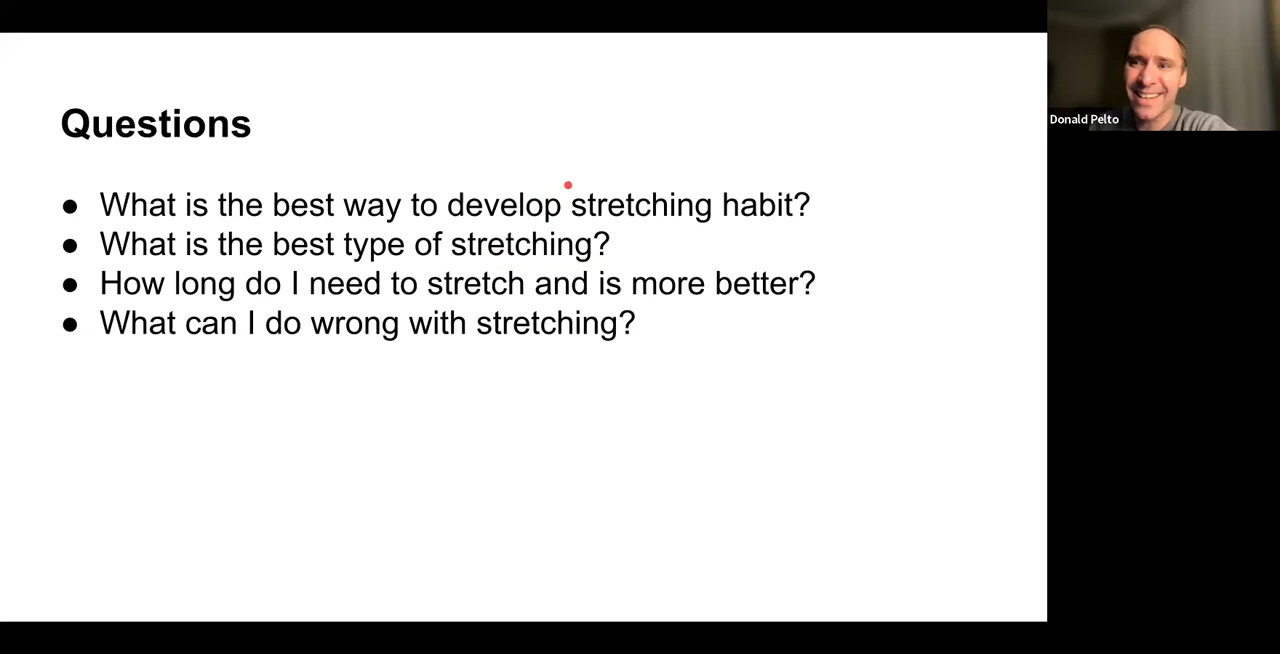 Questions
● What is the best way to develop stretching habit?
● What is the best type of stretching?
● How long do I need to stretch and is more better?
● What can I do wrong with stretching?
Donald Pelto